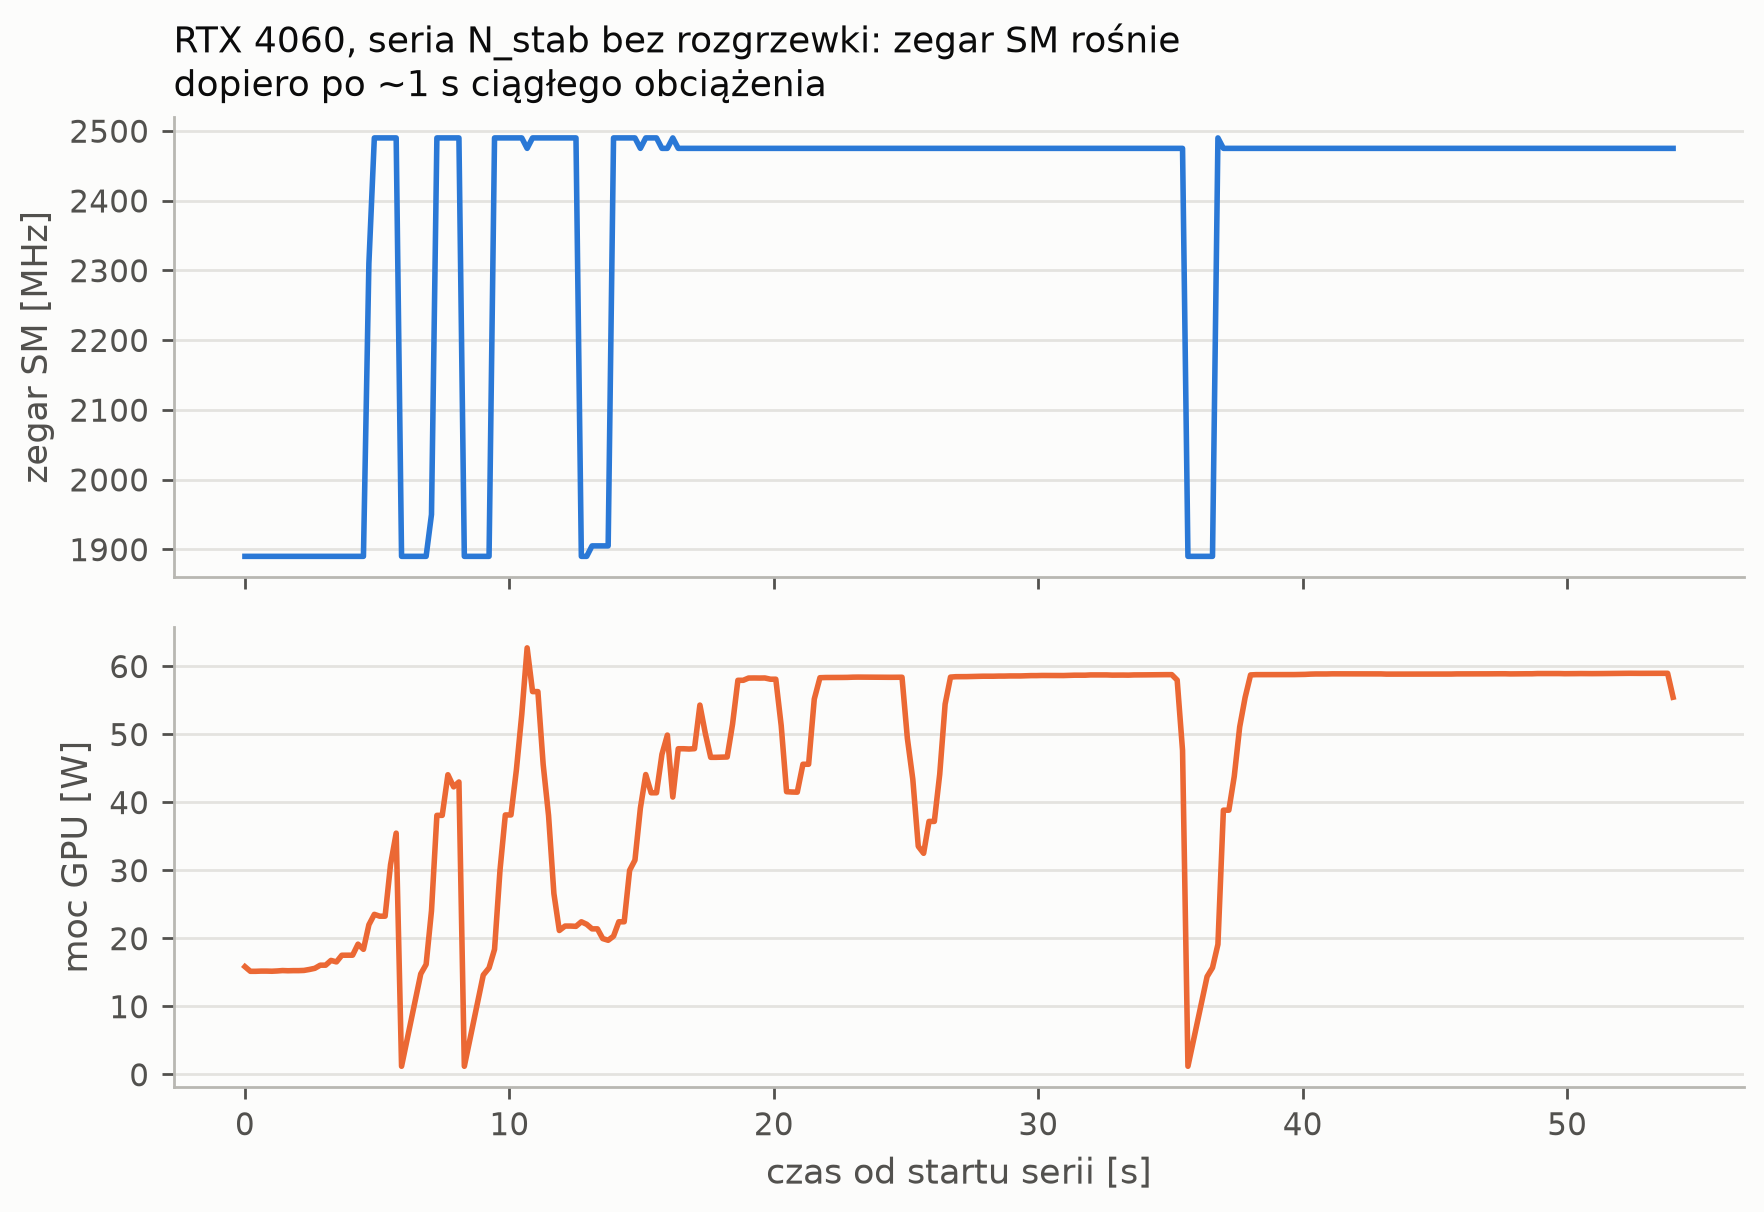 RTX 4060, seria N_stab bez rozgrzewki: zegar SM rośnie
dopiero po ~1 s ciągłego obciążenia
zegar SM [MHz]
2500
2400
2300
2200
2100
2000
1900
moc GPU [W]
60
50
40
30
20
10
0
0 10 20 30 40 50
czas od startu serii [s]